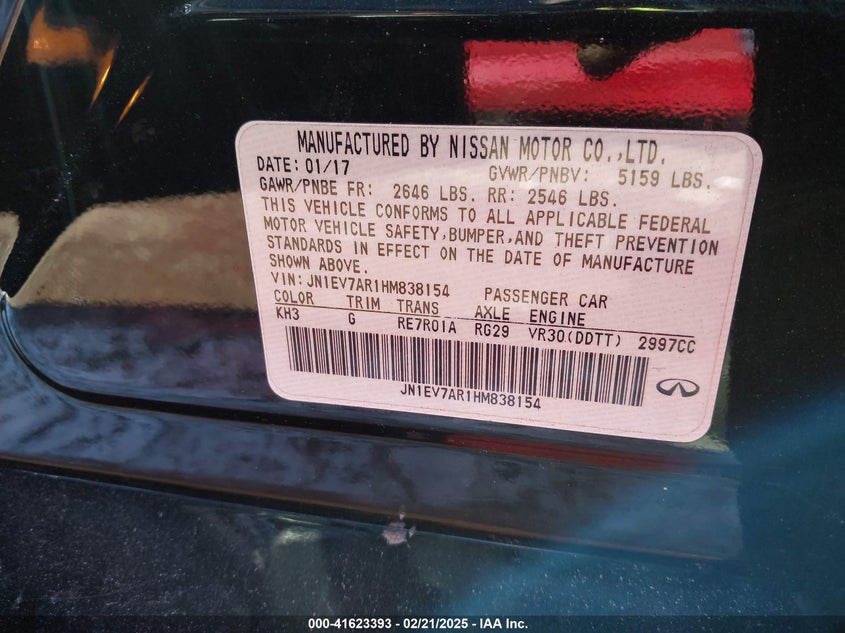 MANUFACTURED BY NISSAN MOTOR CO.,LTD.
DATE: 01/17 GVWR/PNBV: 5159 LBS.
GAWR/PNBE FR: 2646 LBS. RR: 2546 LBS.
THIS VEHICLE CONFORMS TO ALL APPLICABLE FEDERAL
MOTOR VEHICLE SAFETY,BUMPER,AND THEFT PREVENTION
STANDARDS IN EFFECT ON THE DATE OF MANUFACTURE
SHOWN ABOVE.
VIN: JN1EV7AR1HM838154 PASSENGER CAR
COLOR TRIM TRANS AXLE ENGINE
KH3 G RE7R01A RG29 VR30(DDTT) 2997CC
JN1EV7AR1HM838154
000-41623393 - 02/21/2025 - IAA Inc.